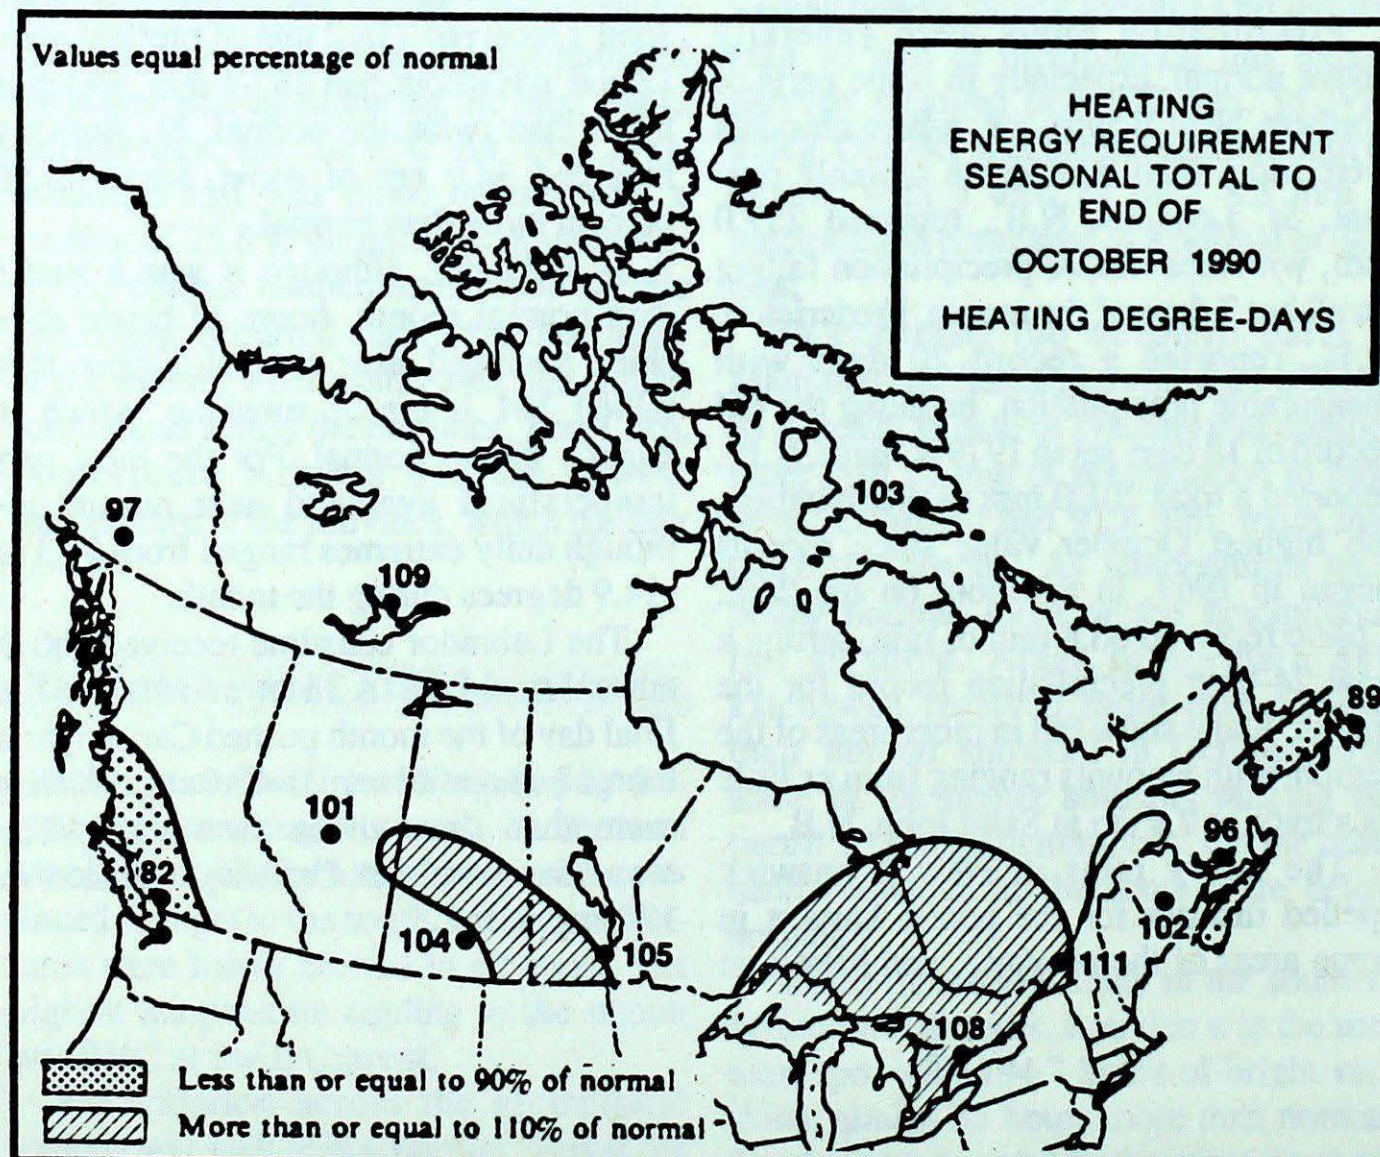 Values equal percentage of normal
HEATING
ENERGY REQUIREMENT
SEASONAL TOTAL TO
END OF
OCTOBER 1990
HEATING DEGREE-DAYS
97
109
103
89
101
82
96
104
105
102
111
108
Less than or equal to 90% of normal
More than or equal to 110% of normal